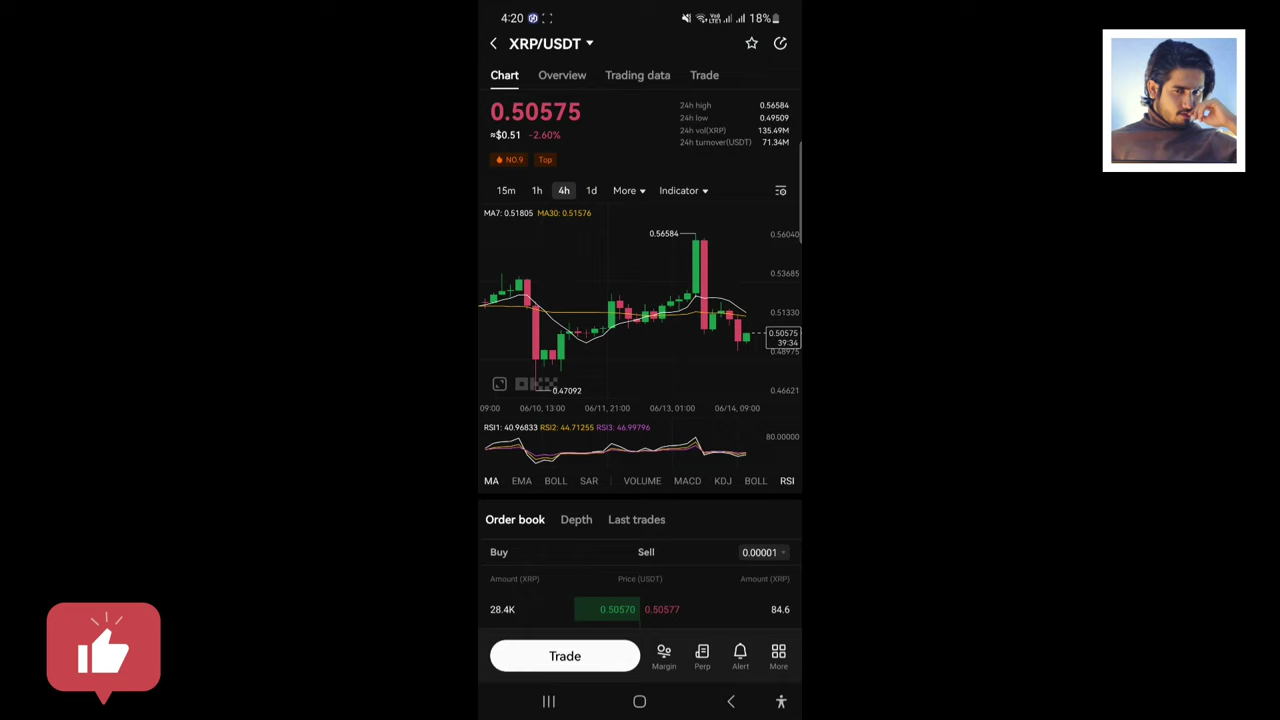 4:20
VoD LTE1 18%
XRP/USDT
Chart Overview Trading data Trade
0.50575
≈$0.51 -2.60%
24h high 0.56584
24h low 0.49509
24h vol(XRP) 135.49M
24h turnover(USDT) 71.34M
NO.9 Top
15m 1h 4h 1d More Indicator
MA7: 0.51805 MA30: 0.51576
0.56584
0.56040
0.53685
0.51330
0.50575
39:34
0.48975
0.46621
OKX
0.47092
09:00 06/10, 13:00 06/11, 21:00 06/13, 01:00 06/14, 09:00
RSI1: 40.96833 RSI2: 44.71255 RSI3: 46.99796
80.00000
MA EMA BOLL SAR VOLUME MACD KDJ BOLL RSI
Order book Depth Last trades
Buy Sell 0.00001
Amount (XRP) Price (USDT) Amount (XRP)
28.4K 0.50570 0.50577 84.6
Trade Margin Perp Alert More